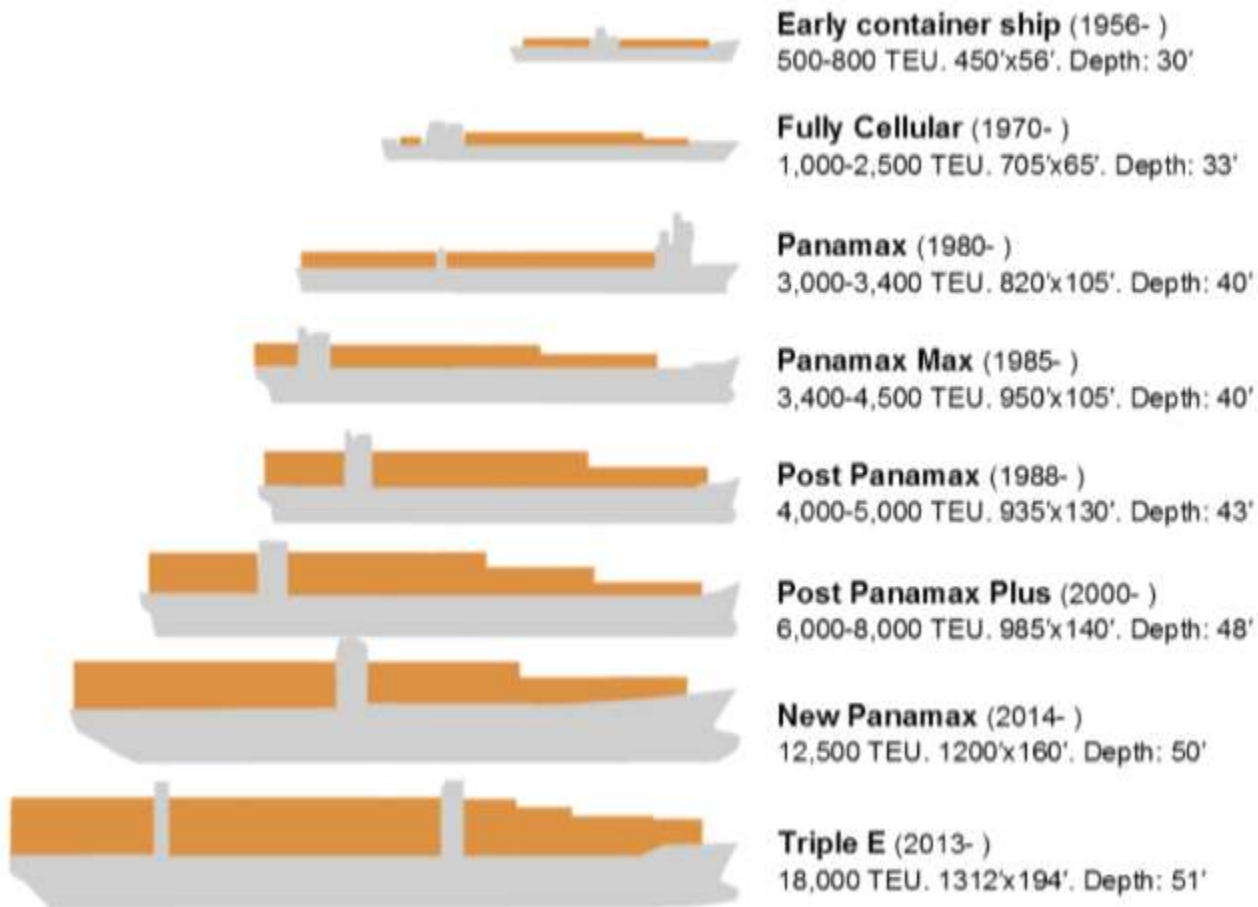 Early container ship (1956- )
500-800 TEU. 450'x56'. Depth: 30'
Fully Cellular (1970- )
1,000-2,500 TEU. 705'x65'. Depth: 33'
Panamax (1980- )
3,000-3,400 TEU. 820'x105'. Depth: 40'
Panamax Max (1985- )
3,400-4,500 TEU. 950'x105'. Depth: 40'
Post Panamax (1988- )
4,000-5,000 TEU. 935'x130'. Depth: 43'
Post Panamax Plus (2000- )
6,000-8,000 TEU. 985'x140'. Depth: 48'
New Panamax (2014- )
12,500 TEU. 1200'x160'. Depth: 50'
Triple E (2013- )
18,000 TEU. 1312'x194'. Depth: 51'